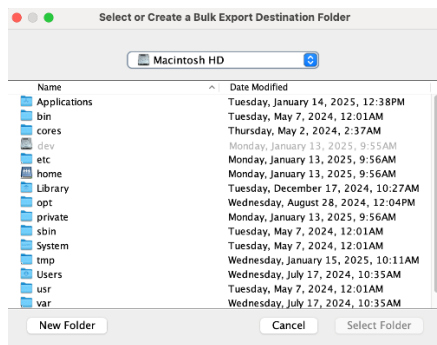 Select or Create a Bulk Export Destination Folder
Macintosh HD
Name Date Modified
Applications Tuesday, January 14, 2025, 12:38PM
bin Tuesday, May 7, 2024, 12:01AM
cores Thursday, May 2, 2024, 2:37AM
dev Monday, January 13, 2025, 9:55AM
etc Monday, January 13, 2025, 9:56AM
home Monday, January 13, 2025, 9:56AM
Library Tuesday, December 17, 2024, 10:27AM
opt Wednesday, August 28, 2024, 12:04PM
private Monday, January 13, 2025, 9:56AM
sbin Tuesday, May 7, 2024, 12:01AM
System Tuesday, May 7, 2024, 12:01AM
tmp Wednesday, January 15, 2025, 10:11AM
Users Wednesday, July 17, 2024, 10:35AM
usr Tuesday, May 7, 2024, 12:01AM
var Wednesday, July 17, 2024, 10:35AM
New Folder Cancel Select Folder